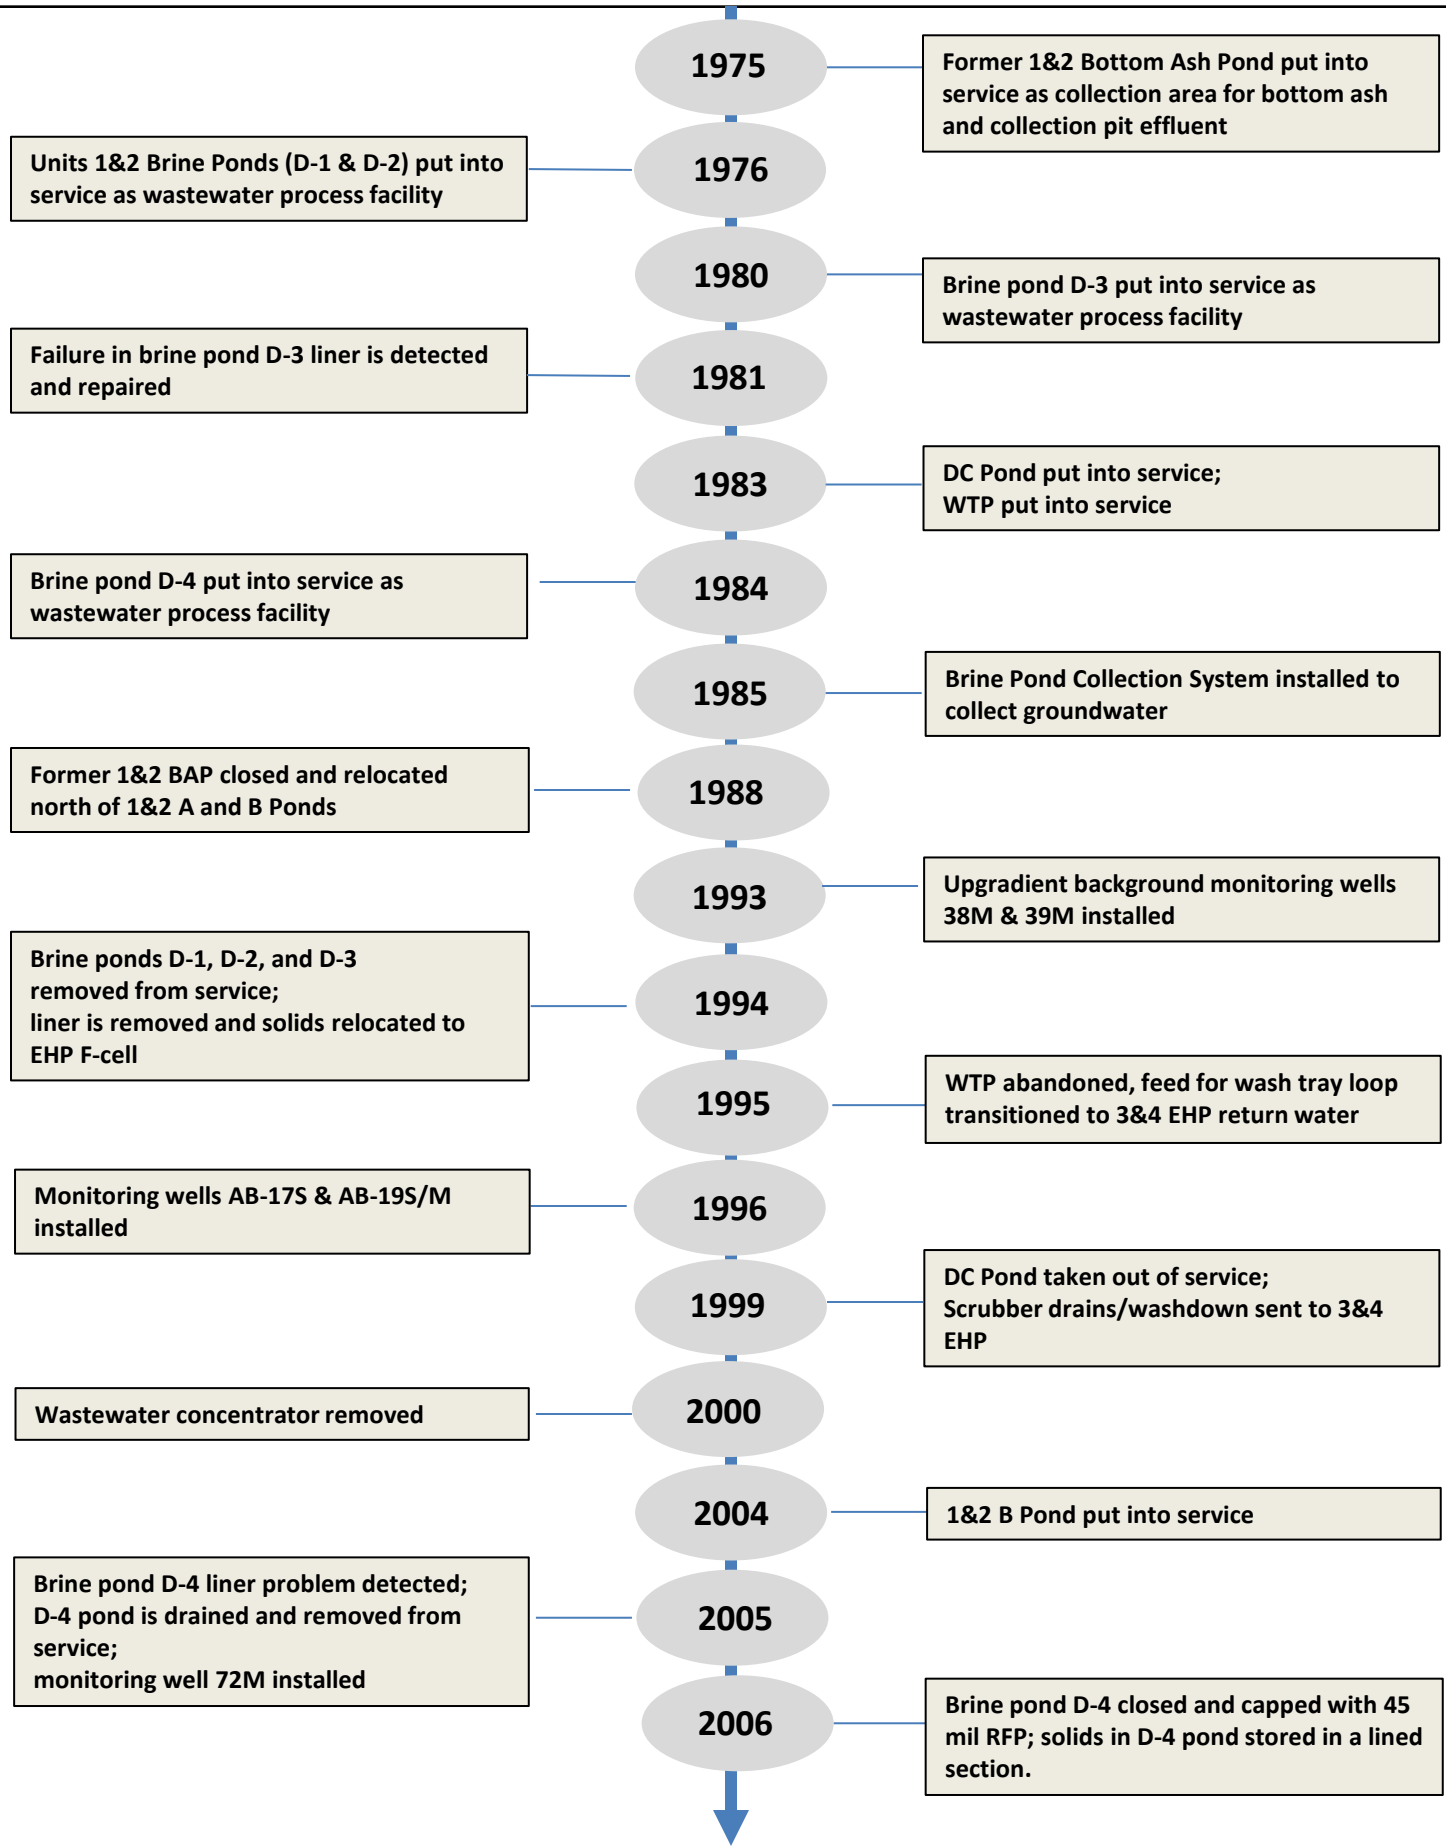 1975
Former 1&2 Bottom Ash Pond put into
service as collection area for bottom ash
and collection pit effluent
Units 1&2 Brine Ponds (D-1 & D-2) put into
service as wastewater process facility
1976
1980
Brine pond D-3 put into service as
wastewater process facility
Failure in brine pond D-3 liner is detected
and repaired
1981
1983
DC Pond put into service;
WTP put into service
Brine pond D-4 put into service as
wastewater process facility
1984
1985
Brine Pond Collection System installed to
collect groundwater
Former 1&2 BAP closed and relocated
north of 1&2 A and B Ponds
1988
1993
Upgradient background monitoring wells
38M & 39M installed
Brine ponds D-1, D-2, and D-3
removed from service;
liner is removed and solids relocated to
EHP F-cell
1994
1995
WTP abandoned, feed for wash tray loop
transitioned to 3&4 EHP return water
Monitoring wells AB-17S & AB-19S/M
installed
1996
1999
DC Pond taken out of service;
Scrubber drains/washdown sent to 3&4
EHP
Wastewater concentrator removed
2000
2004
1&2 B Pond put into service
Brine pond D-4 liner problem detected;
D-4 pond is drained and removed from
service;
monitoring well 72M installed
2005
2006
Brine pond D-4 closed and capped with 45
mil RFP; solids in D-4 pond stored in a lined
section.